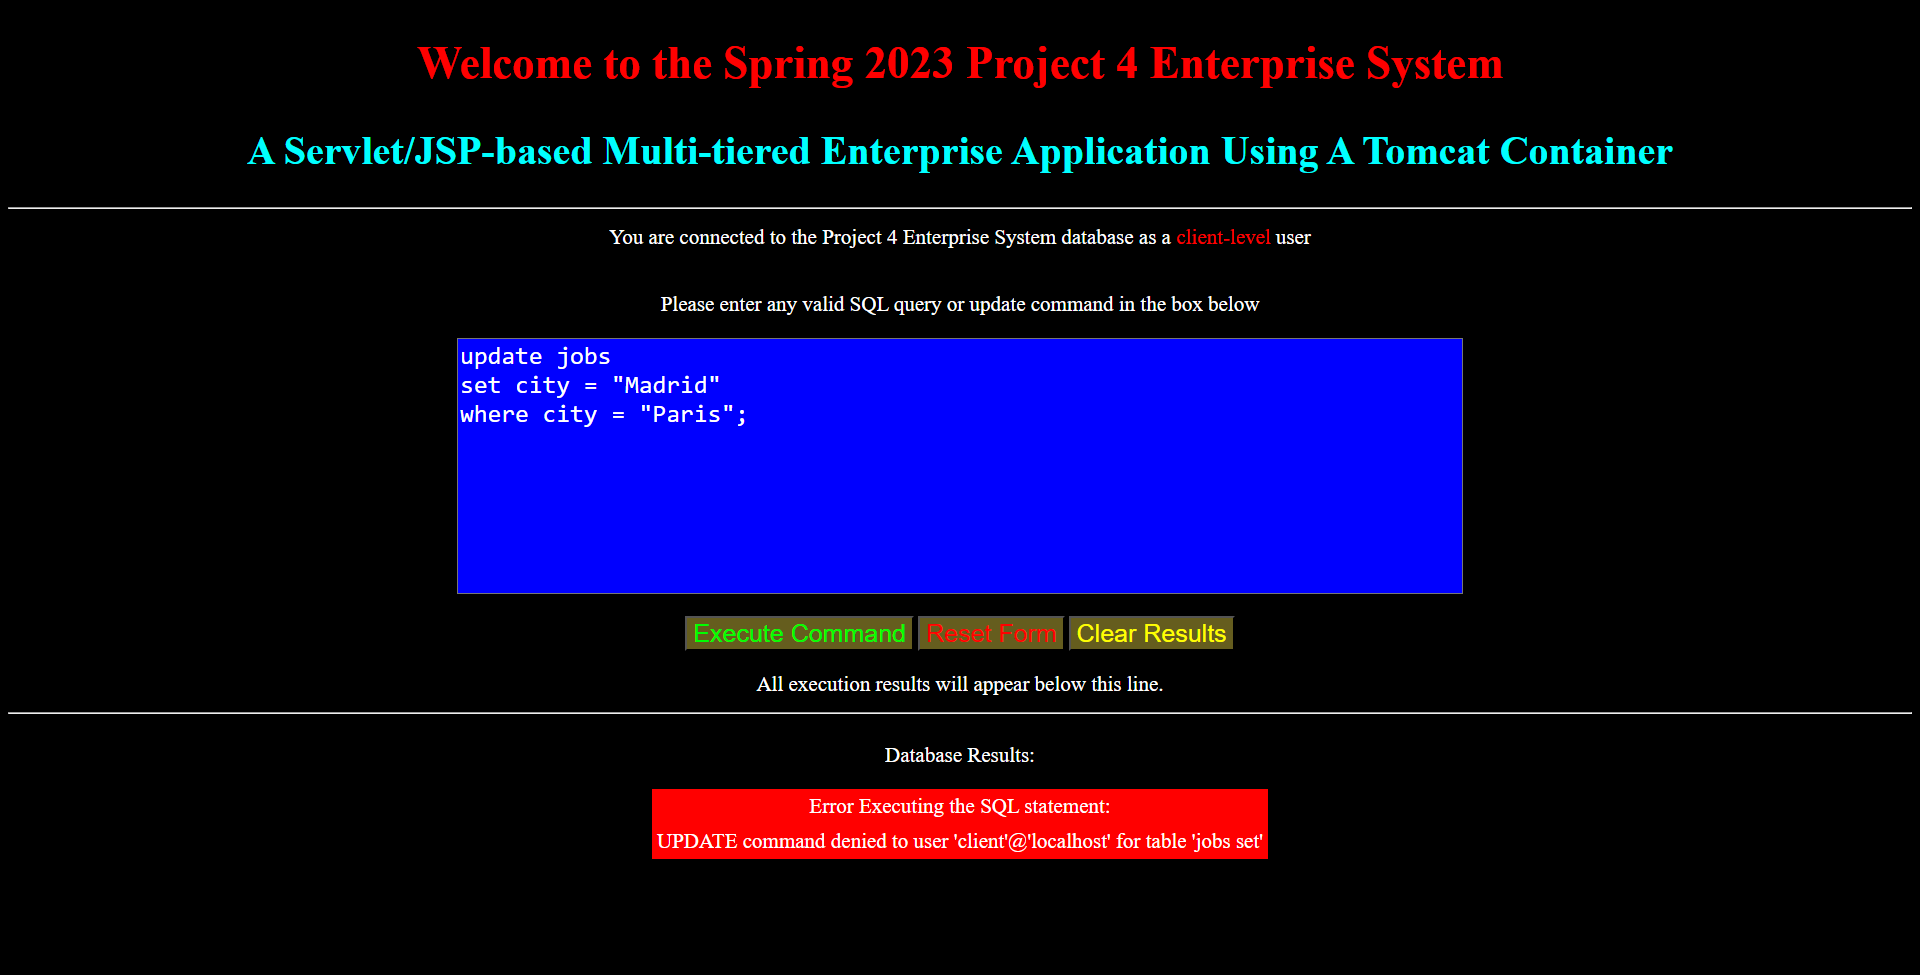 Welcome to the Spring 2023 Project 4 Enterprise System
A Servlet/JSP-based Multi-tiered Enterprise Application Using A Tomcat Container
You are connected to the Project 4 Enterprise System database as a client-level user
Please enter any valid SQL query or update command in the box below
update jobs
set city = "Madrid"
where city = "Paris";
Execute Command Reset Form Clear Results
All execution results will appear below this line.
Database Results:
Error Executing the SQL statement:
UPDATE command denied to user 'client'@'localhost' for table 'jobs set'